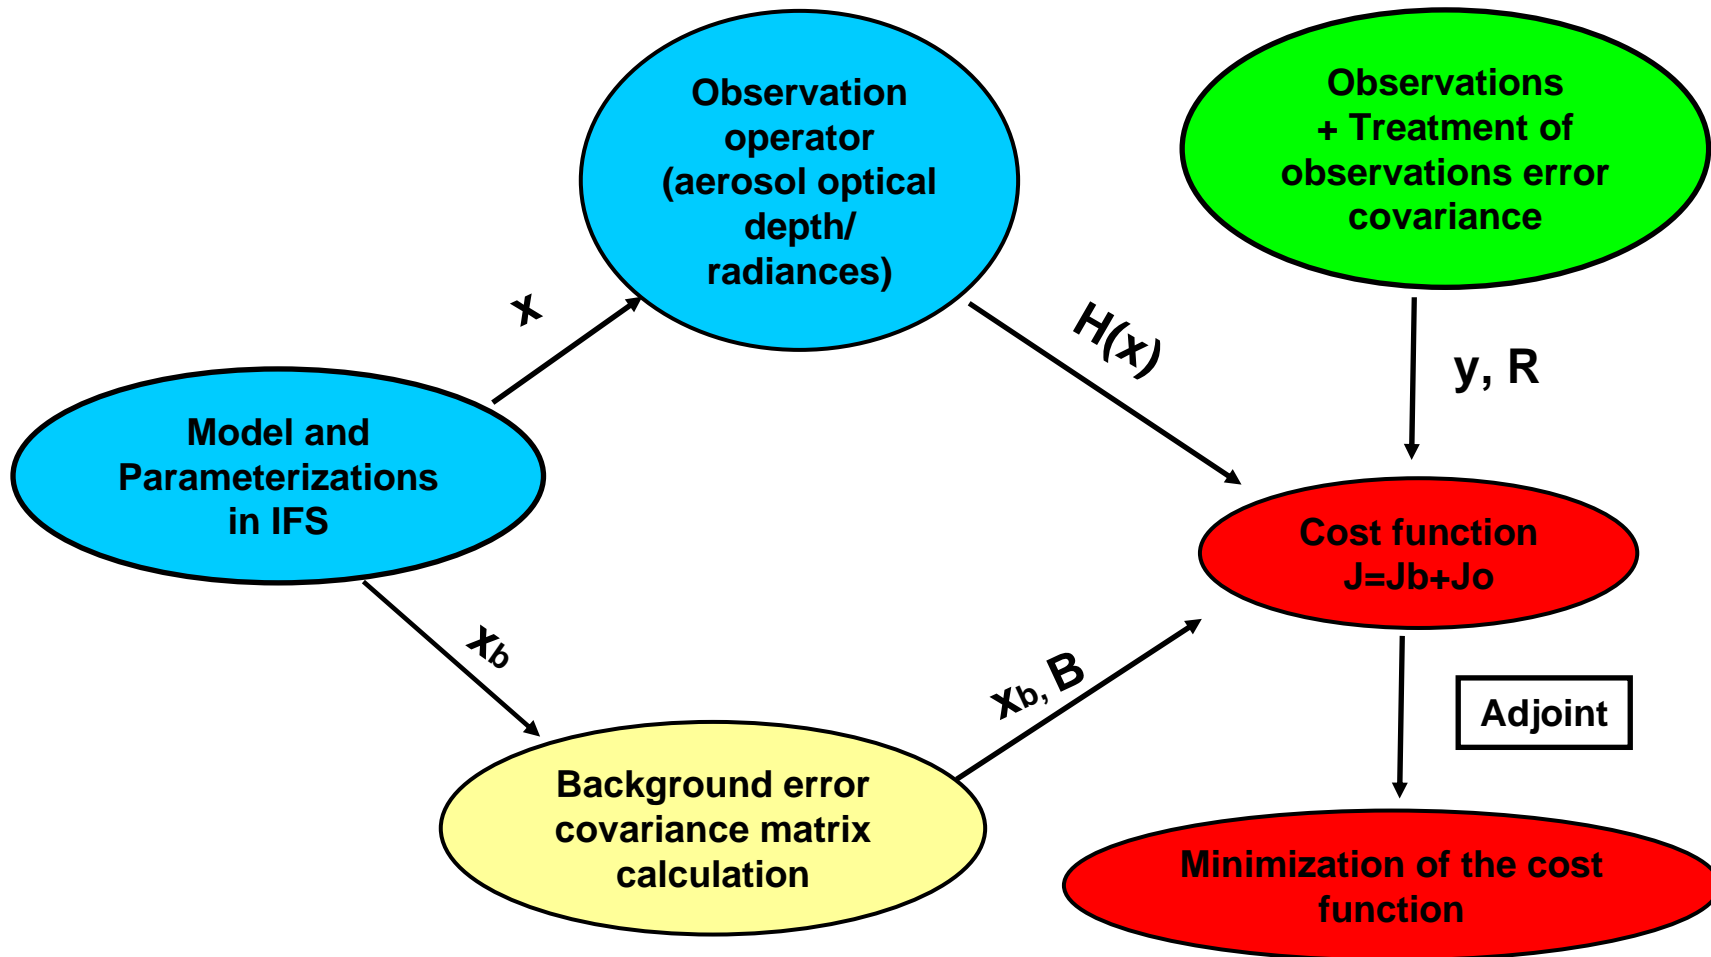 Observation
operator
(aerosol optical
depth/
radiances)
Observations
+ Treatment of
observations error
covariance
x
H(x)
y, R
Model and
Parameterizations
in IFS
Cost function
J=Jb+Jo
xb
xb, B
Adjoint
Background error
covariance matrix
calculation
Minimization of the cost
function